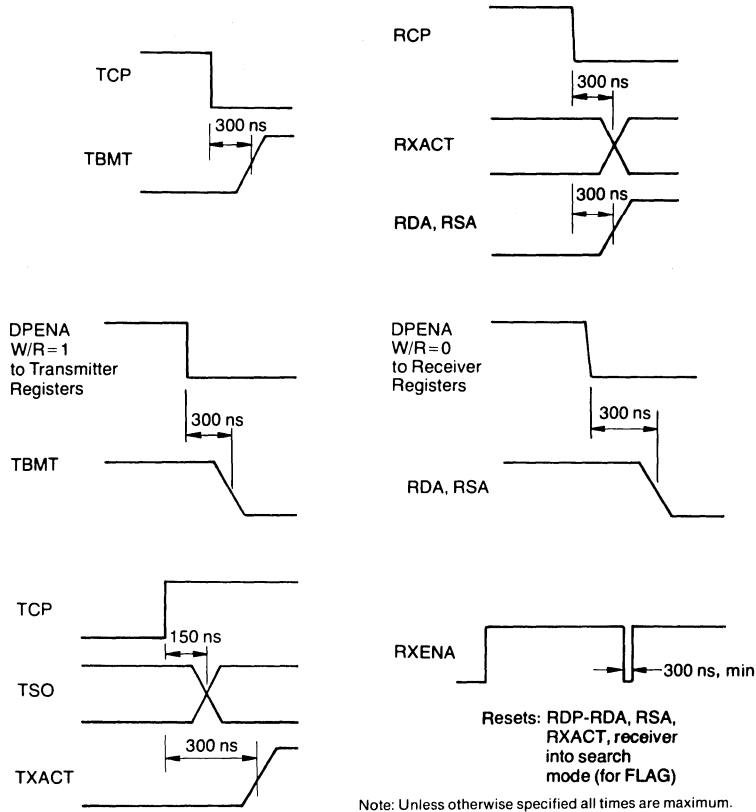 TCP
300 ns
TBMT
RCP
300 ns
RXACT
300 ns
RDA, RSA
DPENA
W/R=1
to Transmitter
Registers
300 ns
TBMT
DPENA
W/R=0
to Receiver
Registers
300 ns
RDA, RSA
TCP
150 ns
TSO
300 ns
TXACT
RXENA
300 ns, min
Resets: RDP-RDA, RSA,
RXACT, receiver
into search
mode (for FLAG)
Note: Unless otherwise specified all times are maximum.